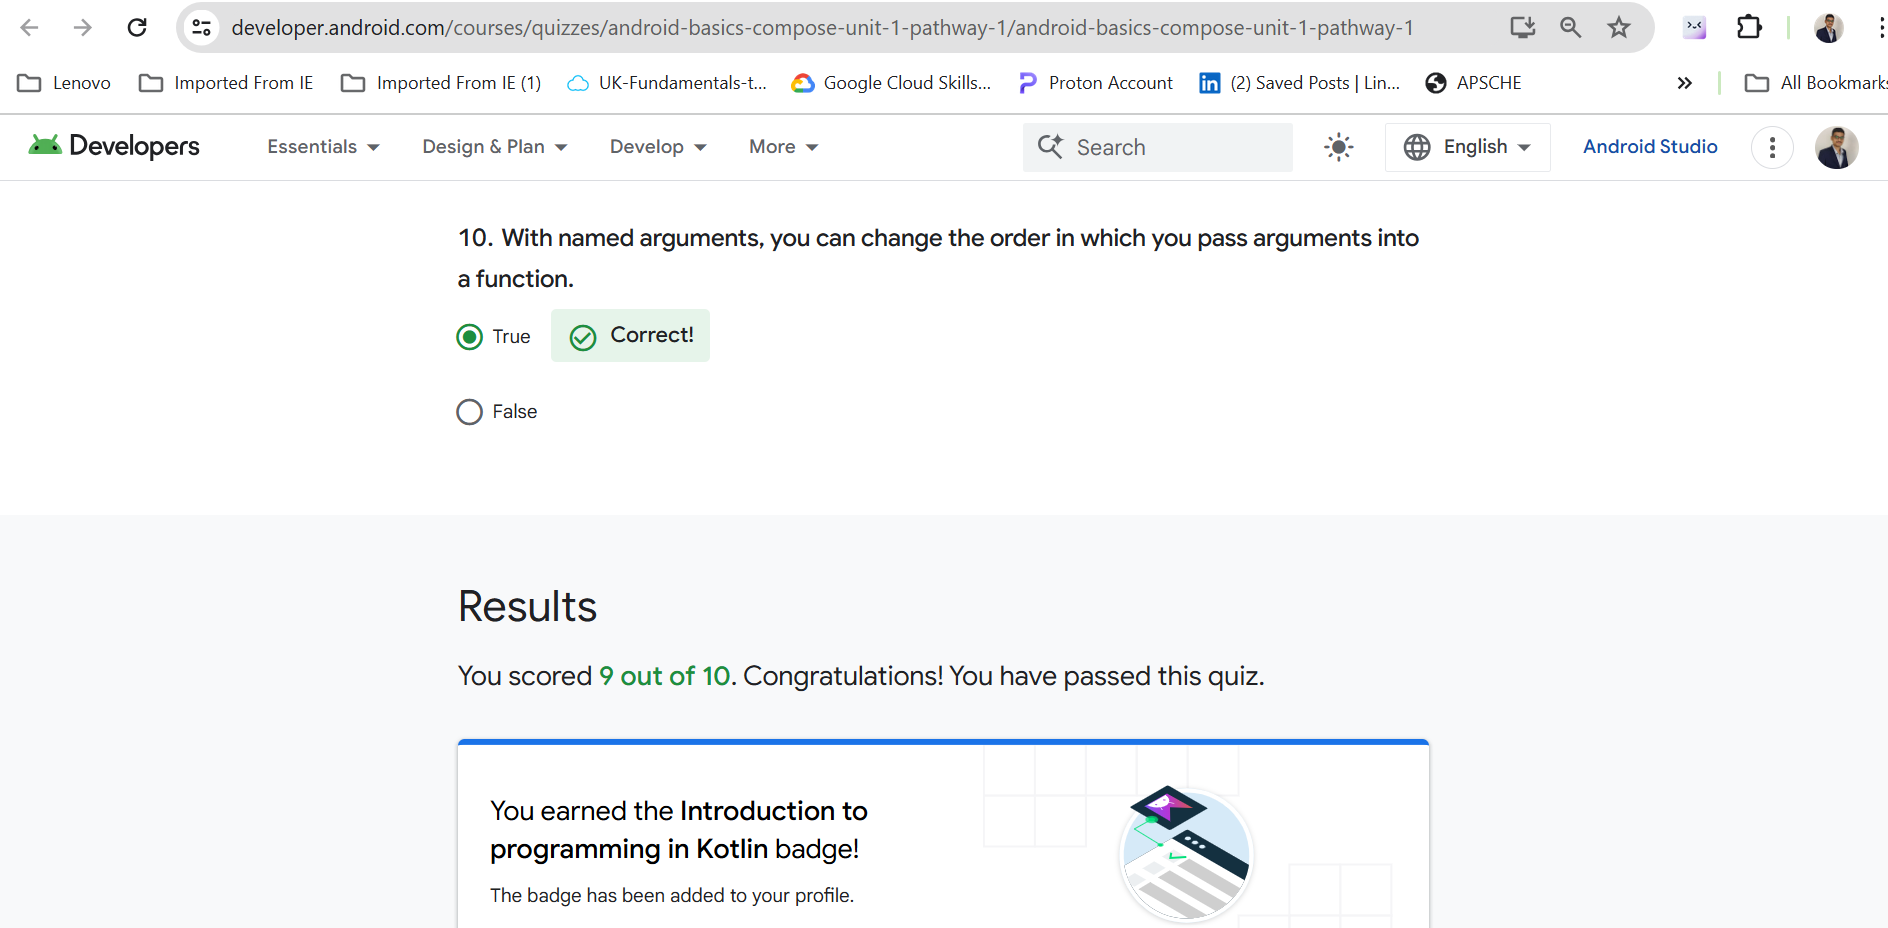 developer.android.com/courses/quizzes/android-basics-compose-unit-1-pathway-1/android-basics-compose-unit-1-pathway-1
Lenovo Imported From IE Imported From IE (1) UK-Fundamentals-t... Google Cloud Skills... Proton Account (2) Saved Posts | Lin... APSCHE » All Bookmarks
Developers Essentials Design & Plan Develop More Search English Android Studio
10. With named arguments, you can change the order in which you pass arguments into
a function.
True Correct!
False
Results
You scored 9 out of 10. Congratulations! You have passed this quiz.
You earned the Introduction to
programming in Kotlin badge!
The badge has been added to your profile.